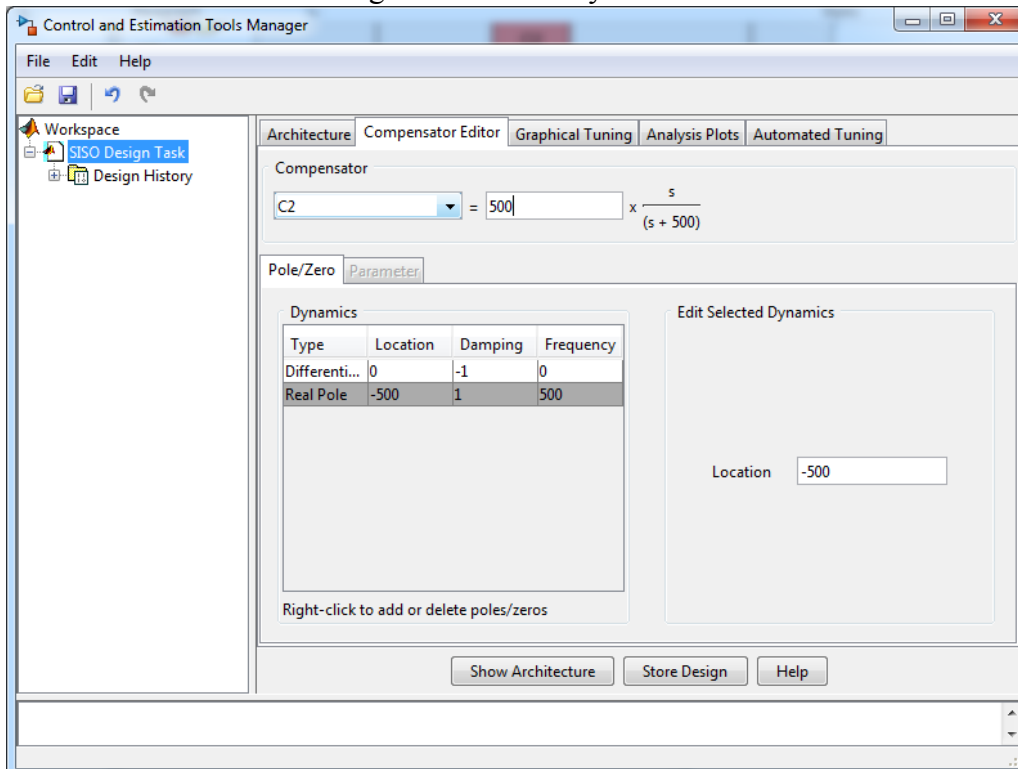 Control and Estimation Tools Manager
File Edit Help
Workspace
SISO Design Task
Design History
Architecture Compensator Editor Graphical Tuning Analysis Plots Automated Tuning
Compensator
C2 = 500 x s
(s + 500)
Pole/Zero Parameter
Dynamics
Type Location Damping Frequency
Differenti... 0 -1 0
Real Pole -500 1 500
Right-click to add or delete poles/zeros
Edit Selected Dynamics
Location -500
Show Architecture Store Design Help